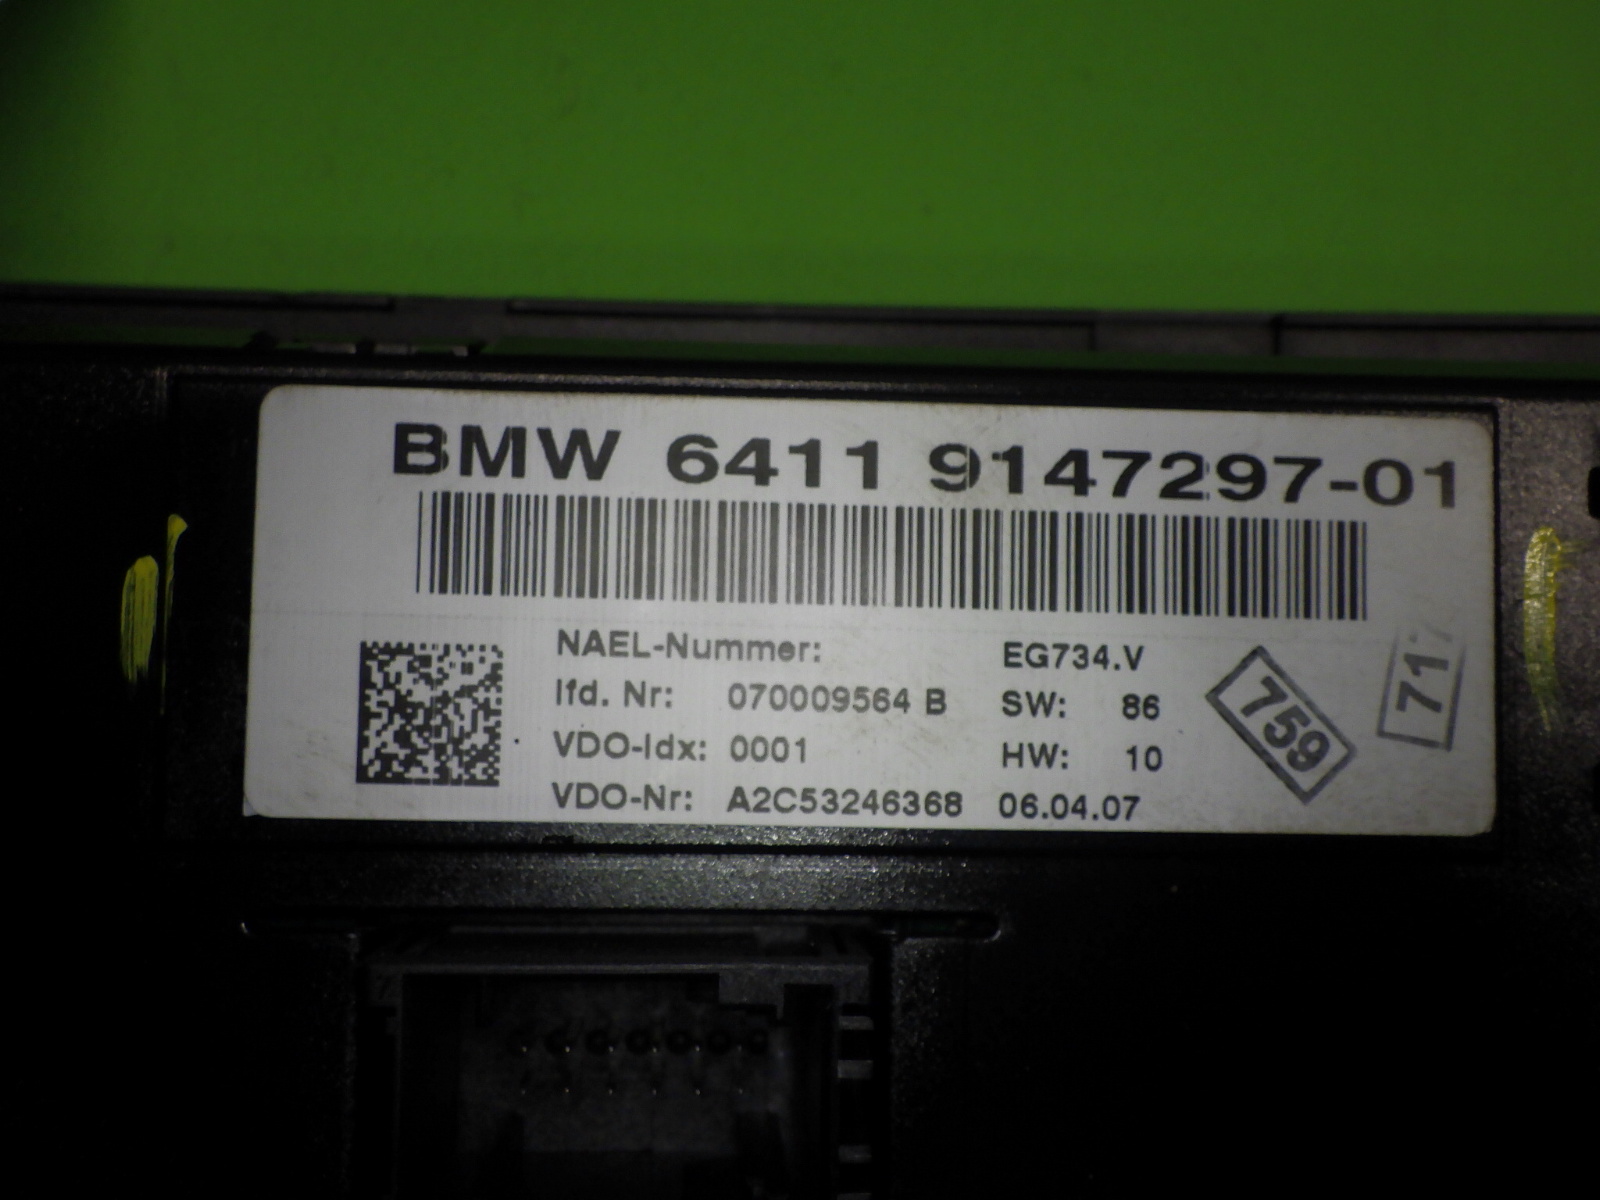 BMW 6411 9147297-01
NAEL-Nummer: EG734.V
lfd. Nr: 070009564 B SW: 86
VDO-Idx: 0001 HW: 10
VDO-Nr: A2C53246368 06.04.07
759
717